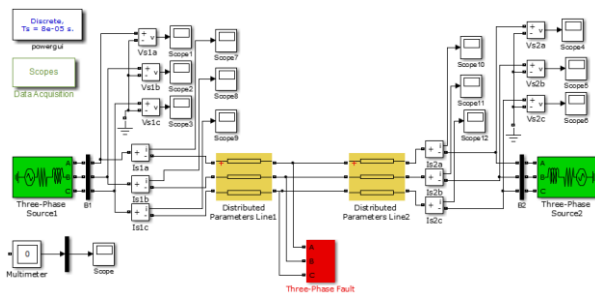 Discrete,
Ts = 8e-05 s.
powergui
Scopes
Data Acquisition
Vs1a
Scope1
Scope7
Vs1b
Scope2
Scope8
Vs1c
Scope3
Scope9
Vs2a
Scope4
Scope10
Vs2b
Scope5
Scope11
Vs2c
Scope6
Scope12
A
B
C
Three-Phase
Source1
B1
Is1a
Is1b
Is1c
Distributed
Parameters Line1
Distributed
Parameters Line2
Is2a
Is2b
Is2c
B2
A
B
C
Three-Phase
Source2
0
Multimeter
Scope
A
B
C
Three-Phase Fault